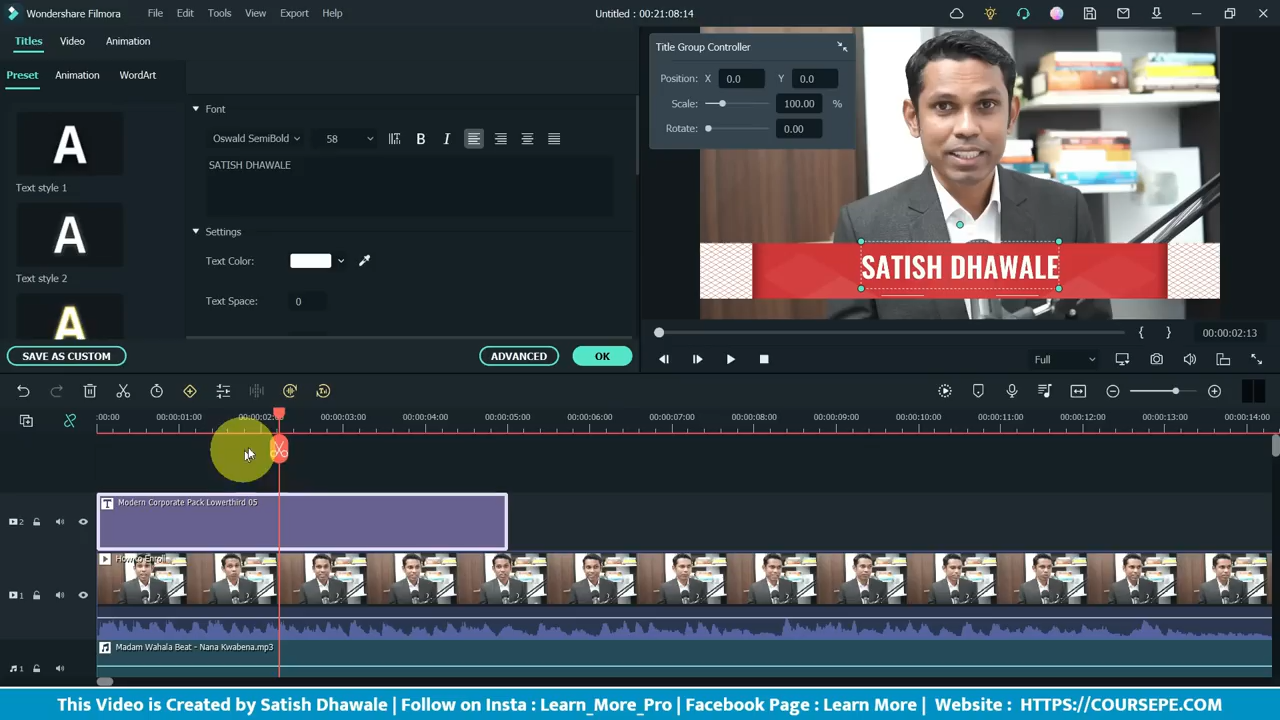 Wondershare Filmora File Edit Tools View Export Help Untitled : 00:21:08:14
Titles Video Animation
Preset Animation WordArt
A
Text style 1
A
Text style 2
A
Font
Oswald SemiBold 58 B I
SATISH DHAWALE
Settings
Text Color:
Text Space: 0
SAVE AS CUSTOM ADVANCED OK
Title Group Controller
Position: X 0.0 Y 0.0
Scale: 100.00 %
Rotate: 0.00
SATISH DHAWALE
{ } 00:00:02:13
Full
:00:00 00:00:01:00 00:00:02:0 00:00:03:00 00:00:04:00 00:00:05:00 00:00:06:00 00:00:07:00 00:00:08:00 00:00:09:00 00:00:10:00 00:00:11:00 00:00:12:00 00:00:13:00 00:00:14:00
T Modern Corporate Pack Lowerthird 05
2
How to Enroll
1
Madam Wahala Beat - Nana Kwabena.mp3
1
This Video is Created by Satish Dhawale | Follow on Insta : Learn_More_Pro | Facebook Page : Learn More | Website : HTTPS://COURSEPE.COM